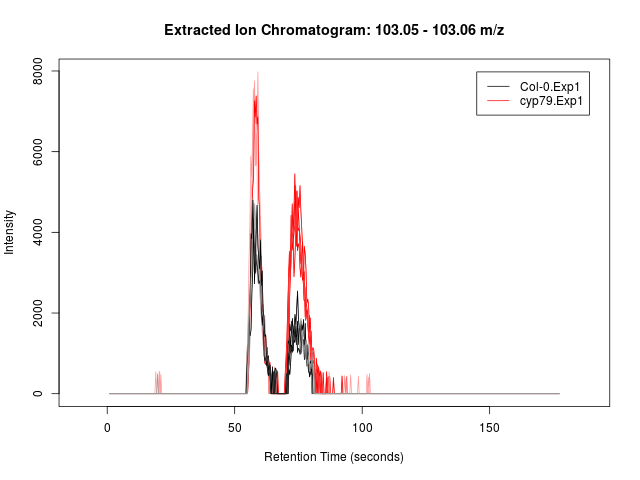 Extracted Ion Chromatogram: 103.05 - 103.06 m/z
Col-0.Exp1
cyp79.Exp1
8000
6000
4000
2000
0
Intensity
0 50 100 150
Retention Time (seconds)